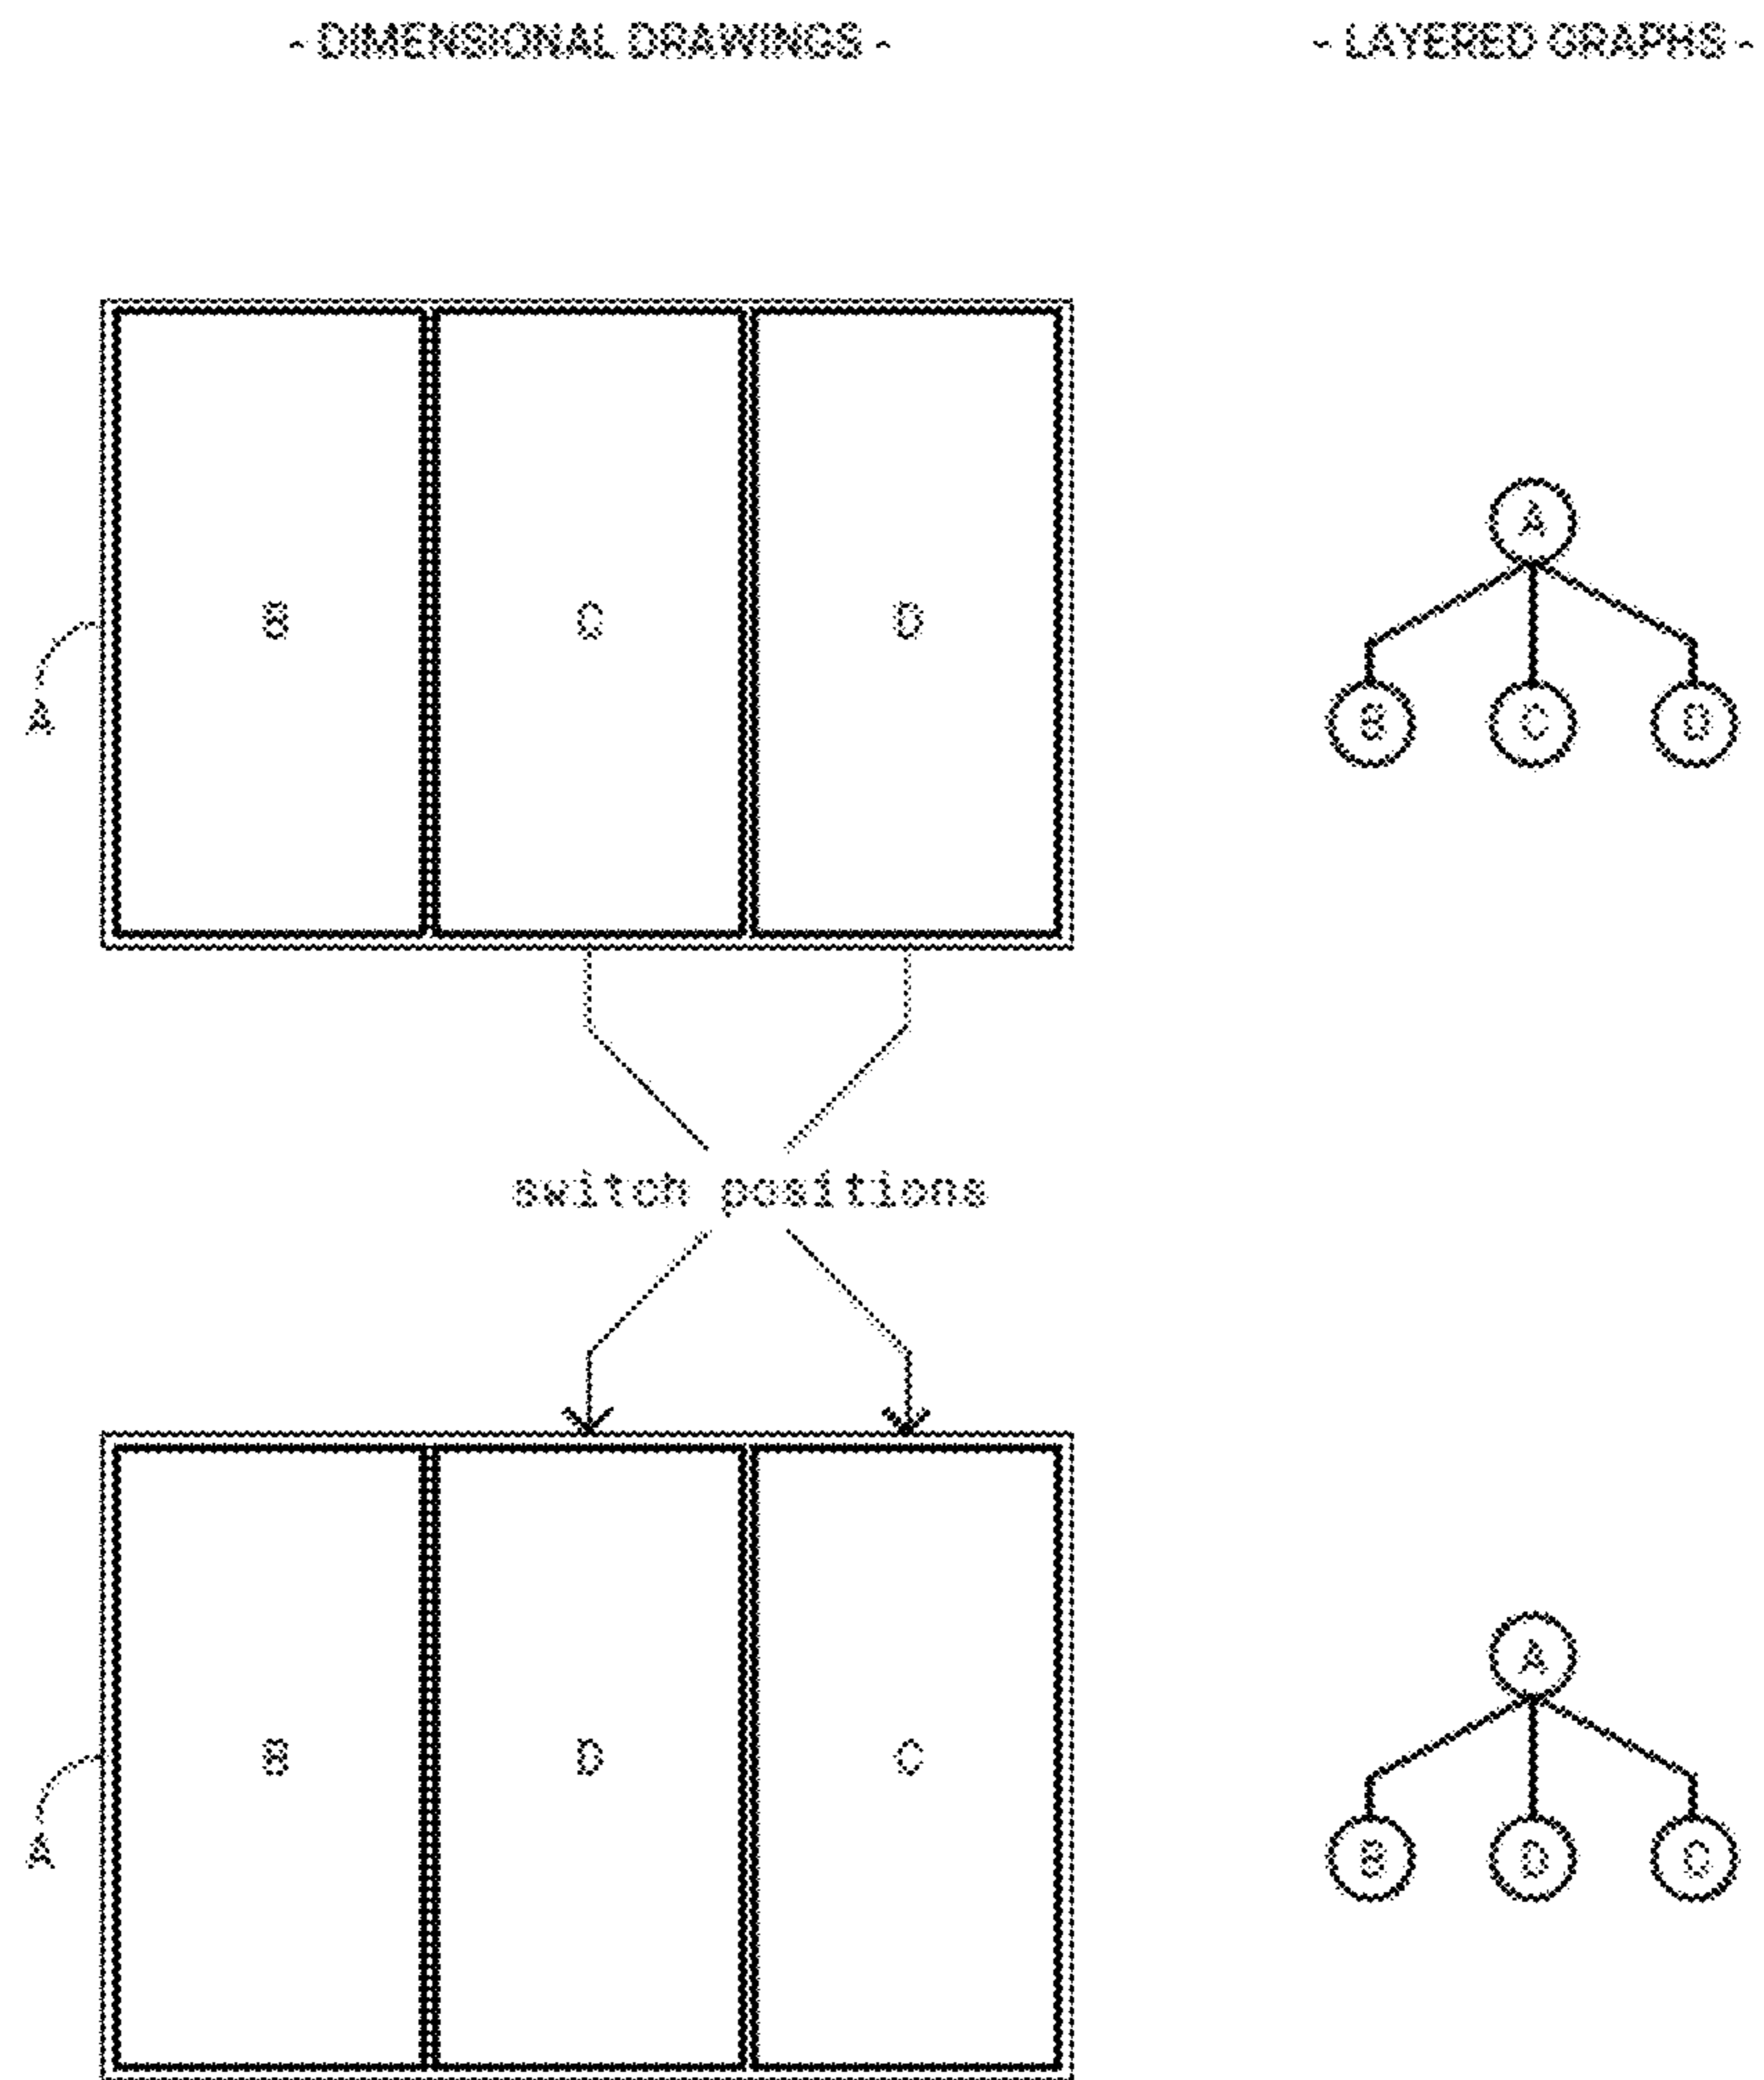 - DIMENSIONAL DRAWINGS -
- LAYERED GRAPHS -
B C D
A
A
B C D
switch positions
B D C
A
A
B D C